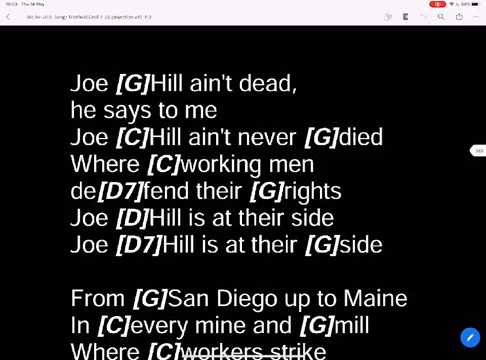 Joe [G]Hill ain't dead,
he says to me
Joe [C]Hill ain't never [G]died
Where [C]working men
de[D7]fend their [G]rights
Joe [D]Hill is at their side
Joe [D7]Hill is at their [G]side
From [G]San Diego up to Maine
In [C]every mine and [G]mill
Where [C]workers strike